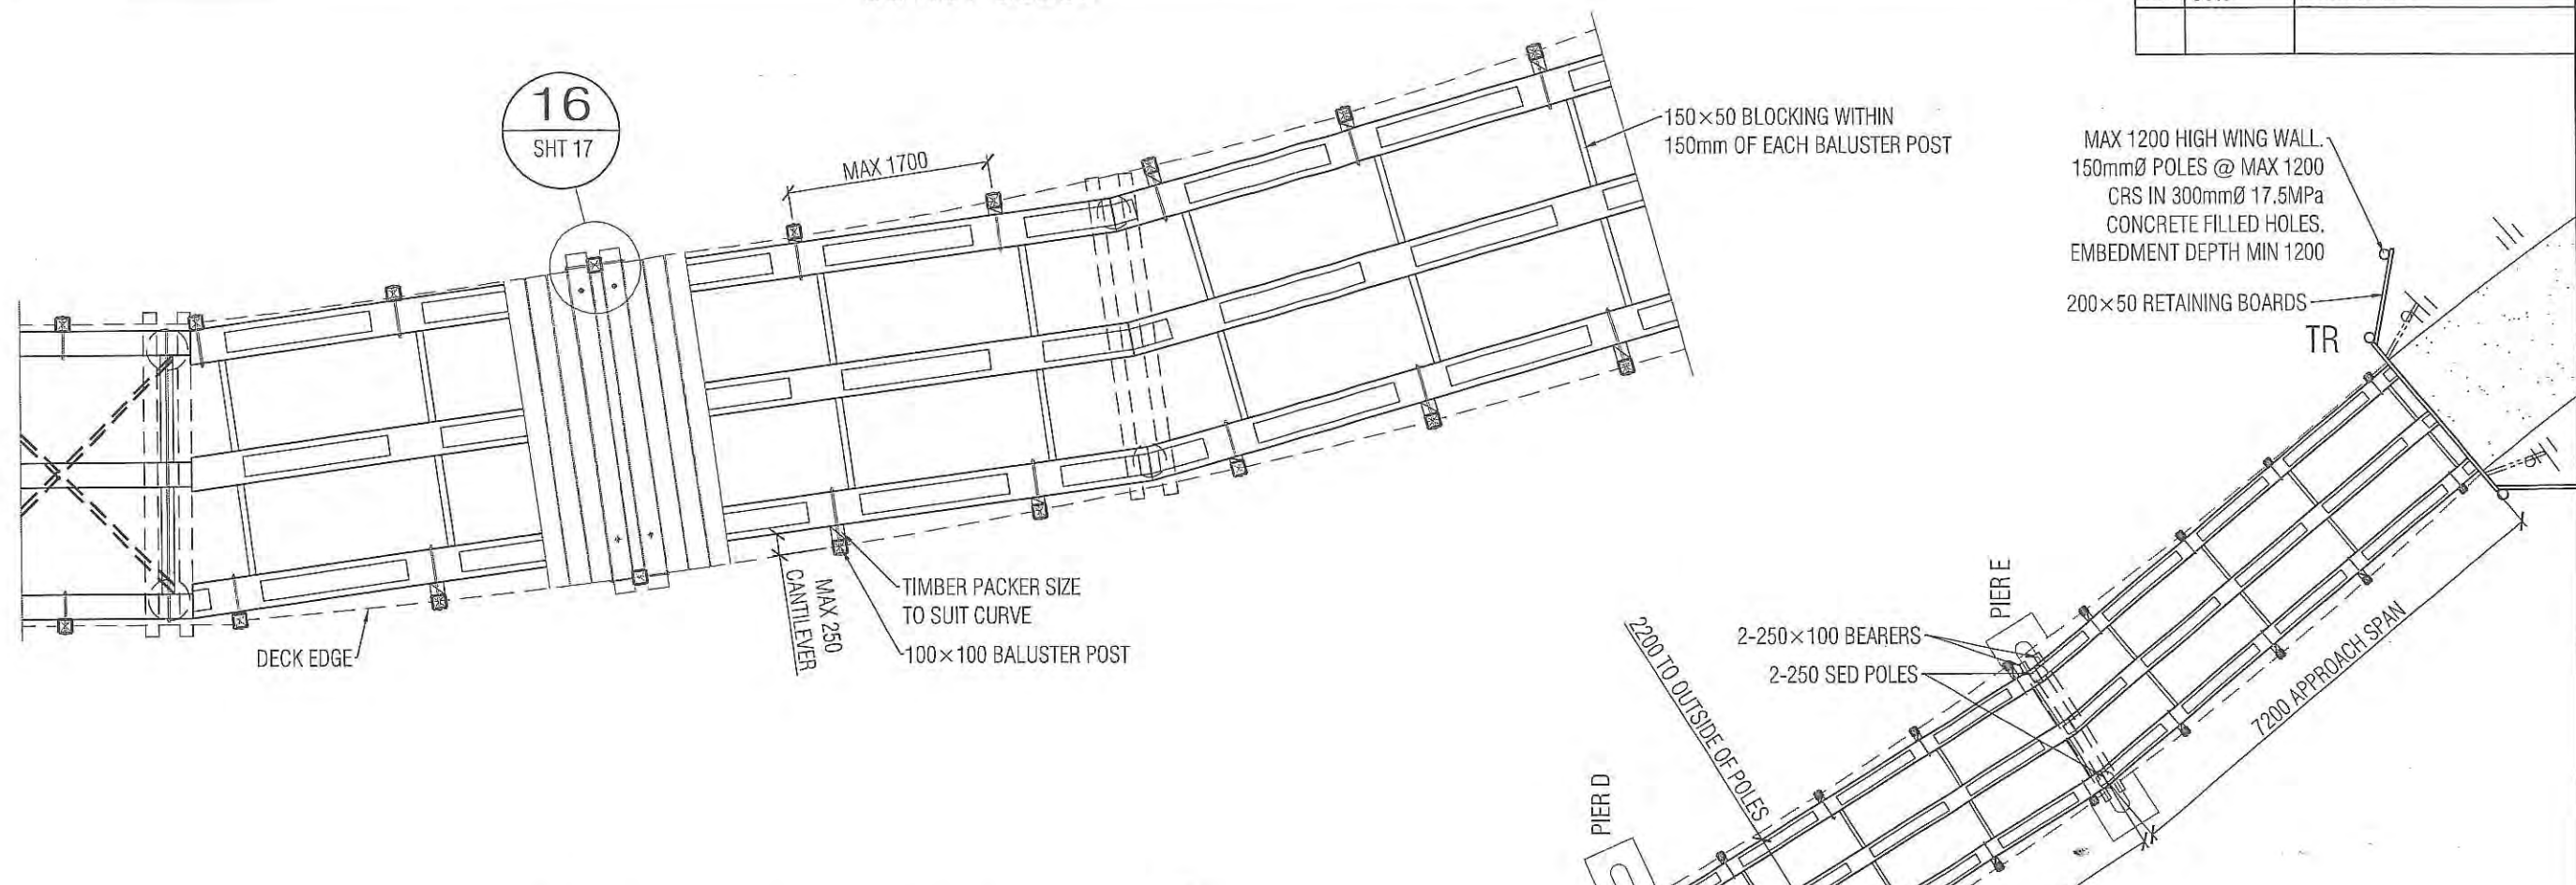 16
SHT 17
MAX 1700
150×50 BLOCKING WITHIN
150mm OF EACH BALUSTER POST
MAX 1200 HIGH WING WALL.
150mmØ POLES @ MAX 1200
CRS IN 300mmØ 17.5MPa
CONCRETE FILLED HOLES.
EMBEDMENT DEPTH MIN 1200
200×50 RETAINING BOARDS
TR
DECK EDGE
MAX 250
CANTILEVER
TIMBER PACKER SIZE
TO SUIT CURVE
100×100 BALUSTER POST
PIER E
2-250×100 BEARERS
2-250 SED POLES
2200 TO OUTSIDE OF POLES
7200 APPROACH SPAN
PIER D